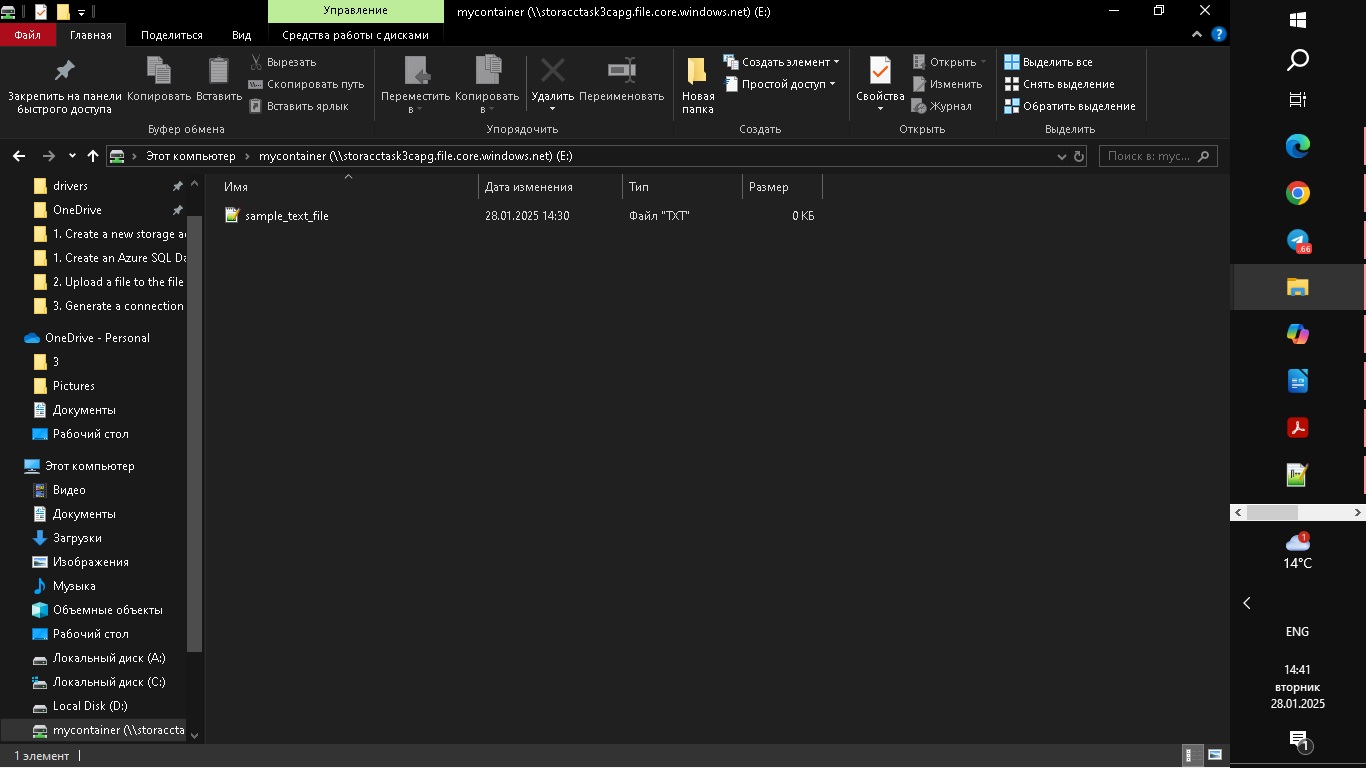 Управление
mycontainer (\\storacctask3capg.file.core.windows.net) (E:)
Файл
Главная
Поделиться
Вид
Средства работы с дисками
?
Закрепить на панели
быстрого доступа
Копировать
Вставить
Вырезать
Скопировать путь
Вставить ярлык
Переместить
в
Копировать
в
Удалить
Переименовать
Новая
папка
Создать элемент
Простой доступ
Свойства
Открыть
Изменить
Журнал
Выделить все
Снять выделение
Обратить выделение
Буфер обмена
Упорядочить
Создать
Открыть
Выделить
Этот компьютер
mycontainer (\\storacctask3capg.file.core.windows.net) (E:)
Поиск в: myc...
drivers
OneDrive
1. Create a new storage ac
1. Create an Azure SQL Da
2. Upload a file to the file
3. Generate a connection
OneDrive - Personal
3
Pictures
Документы
Рабочий стол
Этот компьютер
Видео
Документы
Загрузки
Изображения
Музыка
Объемные объекты
Рабочий стол
Локальный диск (A:)
Локальный диск (C:)
Local Disk (D:)
mycontainer (\\storaccta
Имя
Дата изменения
Тип
Размер
sample_text_file
28.01.2025 14:30
Файл "TXT"
0 КБ
1 элемент
66
1
14°C
ENG
14:41
вторник
28.01.2025
1